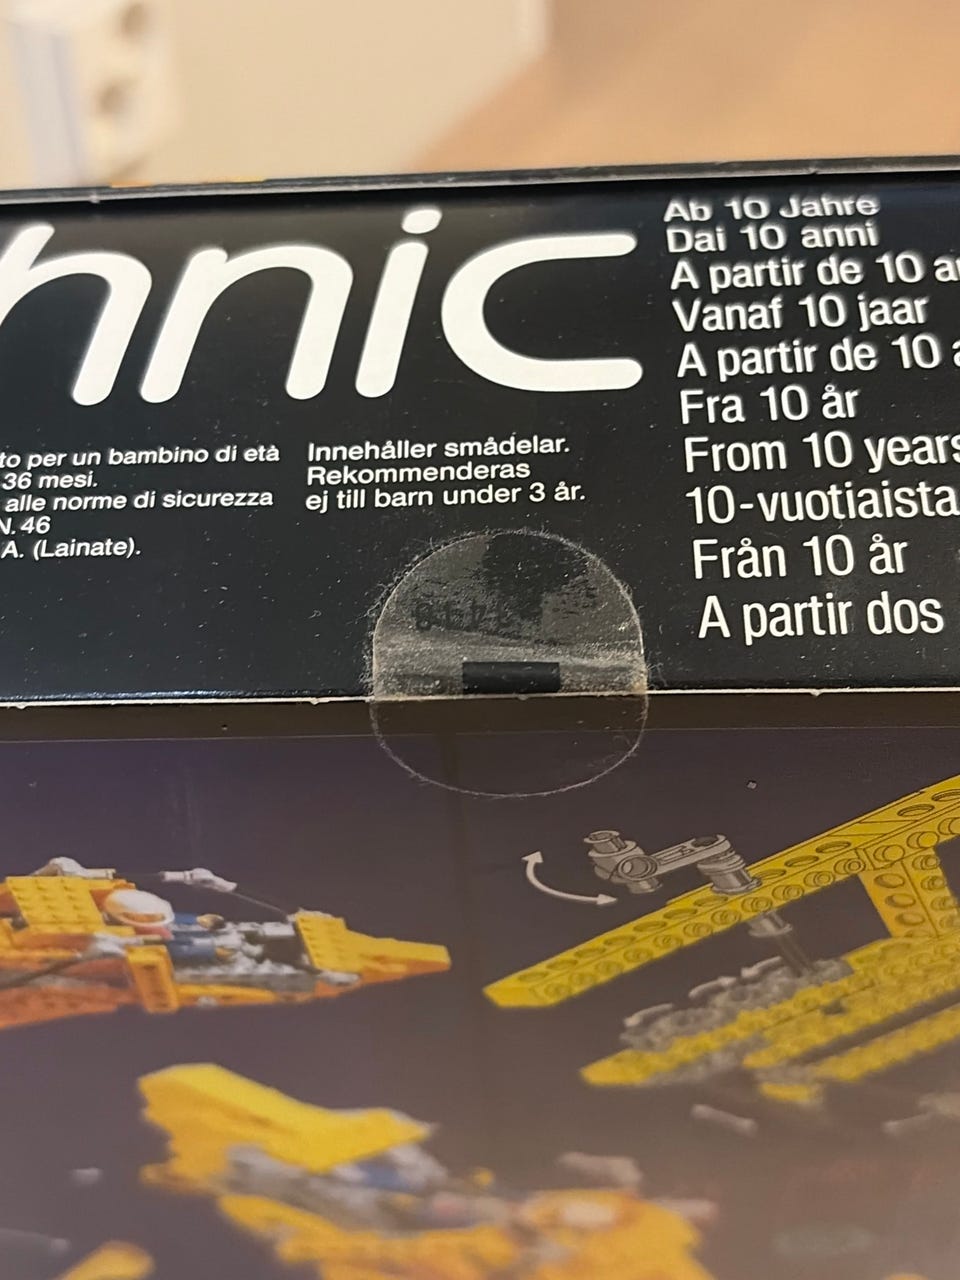 hnic
to per un bambino di età
36 mesi.
alle norme di sicurezza
N. 46
A. (Lainate).
Innehåller smådelar.
Rekommenderas
ej till barn under 3 år.
Ab 10 Jahre
Dai 10 anni
A partir de 10 a
Vanaf 10 jaar
A partir de 10 a
Fra 10 år
From 10 years
10-vuotiaista
Från 10 år
A partir dos